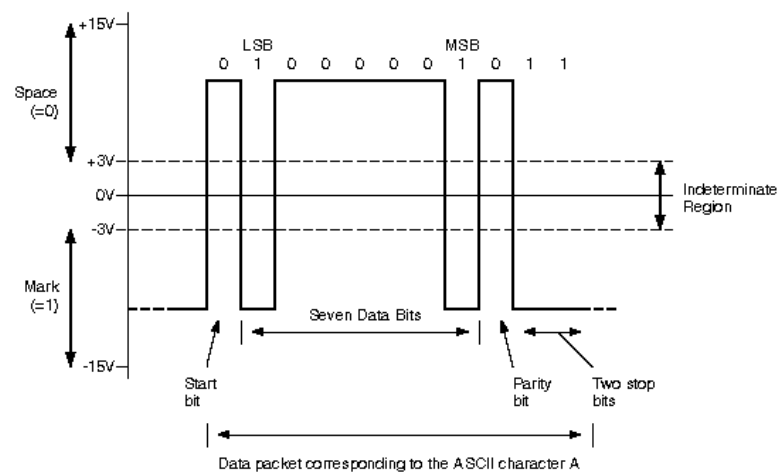 +15V
LSB MSB
0 1 0 0 0 0 0 1 0 1 1
Space
(=0)
+3V
0V
-3V
Indeterminate
Region
Mark
(=1)
Seven Data Bits
-15V
Start
bit
Parity
bit
Two stop
bits
Data packet corresponding to the ASCII character A